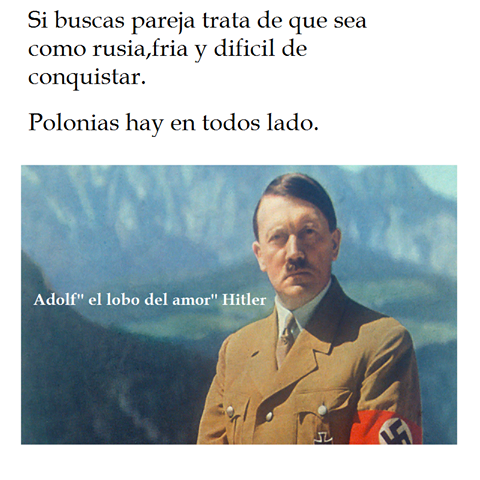 Si buscas pareja trata de que sea
como rusia,fria y dificil de
conquistar.
Polonias hay en todos lado.
Adolf" el lobo del amor" Hitler